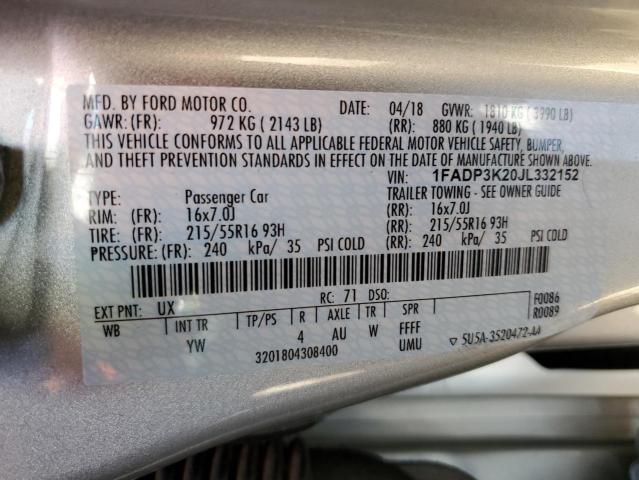 MFD. BY FORD MOTOR CO. DATE: 04/18 GVWR: 1810 KG ( 3990 LB)
GAWR: (FR): 972 KG ( 2143 LB) (RR): 880 KG ( 1940 LB)
THIS VEHICLE CONFORMS TO ALL APPLICABLE FEDERAL MOTOR VEHICLE SAFETY, BUMPER,
AND THEFT PREVENTION STANDARDS IN EFFECT ON THE DATE OF MANUFACTURE SHOWN ABOVE.
VIN: 1FADP3K20JL332152
TYPE: Passenger Car TRAILER TOWING - SEE OWNER GUIDE
RIM: (FR): 16x7.0J (RR): 16x7.0J
TIRE: (FR): 215/55R16 93H (RR): 215/55R16 93H
PRESSURE: (FR): 240 kPa/ 35 PSI COLD (RR): 240 kPa/ 35 PSI COLD
EXT PNT: UX RC: 71 DSO: F0086
R0089
WB INT TR TP/PS R AXLE TR SPR
YW 4 AU W FFFF
3201804308400 UMU ▽ 5U5A-3520472-AA